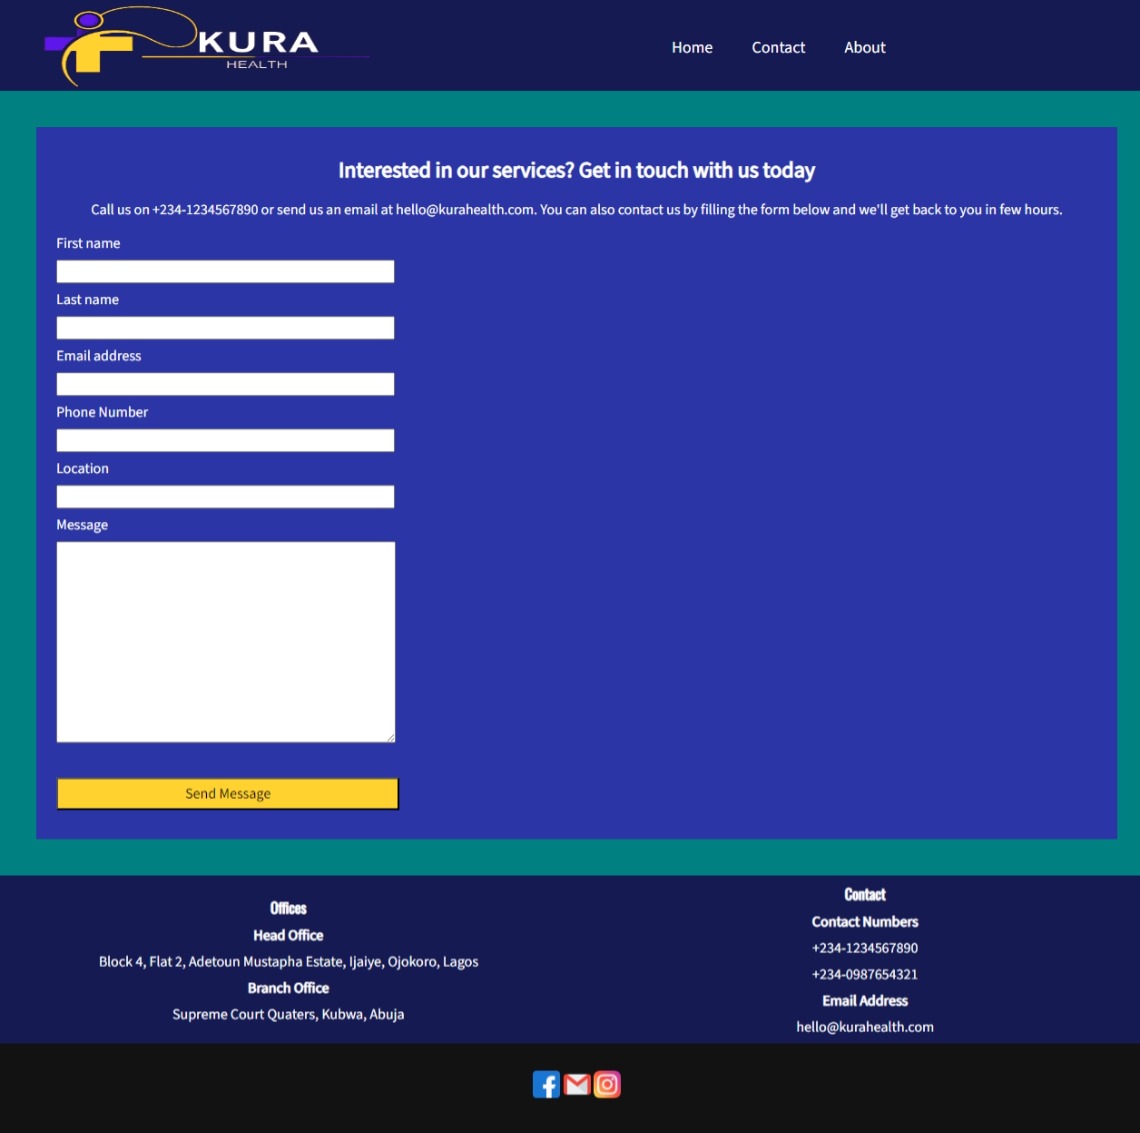 KURA
HEALTH
Home
Contact
About
Interested in our services? Get in touch with us today
Call us on +234-1234567890 or send us an email at hello@kurahealth.com. You can also contact us by filling the form below and we'll get back to you in few hours.
First name
Last name
Email address
Phone Number
Location
Message
Send Message
Offices
Head Office
Block 4, Flat 2, Adetoun Mustapha Estate, Ijaiye, Ojokoro, Lagos
Branch Office
Supreme Court Quaters, Kubwa, Abuja
Contact
Contact Numbers
+234-1234567890
+234-0987654321
Email Address
hello@kurahealth.com